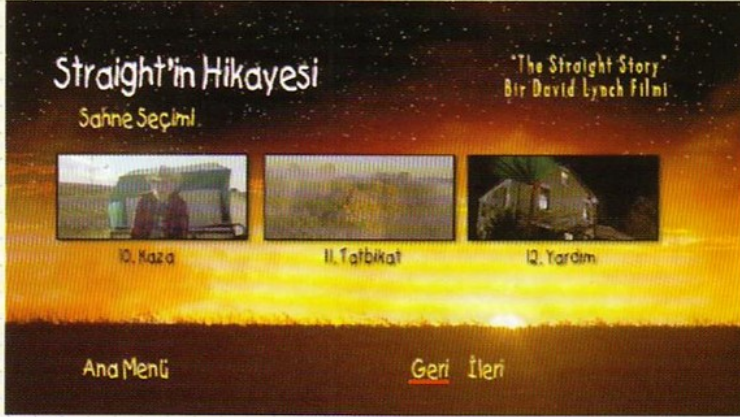 Straight'in Hikayesi
"The Straight Story"
Bir David Lynch Filmi
Sahne Seçimi
10. Kaza
11. Tatbikat
12. Yardım
Ana Menü
Geri
İleri